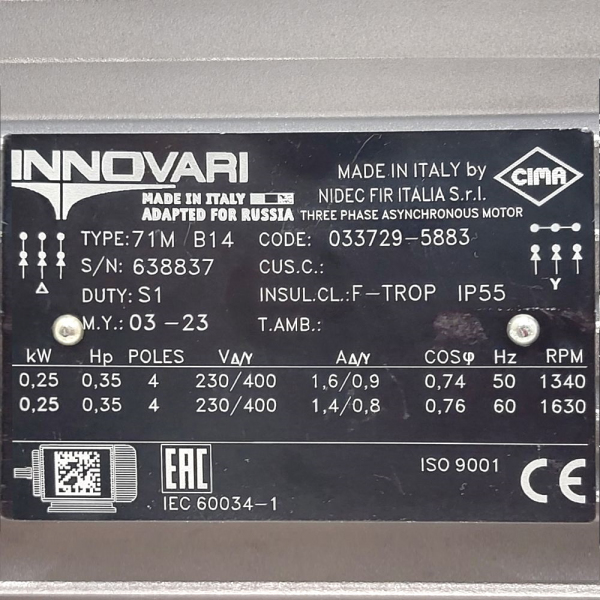 INNOVARI
MADE IN ITALY
ADAPTED FOR RUSSIA
MADE IN ITALY by
NIDEC FIR ITALIA S.r.l.
CIMA
THREE PHASE ASYNCHRONOUS MOTOR
TYPE: 71M B14 CODE: 033729-5883
S/N: 638837 CUS.C.:
DUTY: S1 INSUL.CL.: F-TROP IP55
M.Y.: 03-23 T.AMB.:
Δ
Y
kW Hp POLES VΔ/Y AΔ/Y COSφ Hz RPM
0,25 0,35 4 230/400 1,6/0,9 0,74 50 1340
0,25 0,35 4 230/400 1,4/0,8 0,76 60 1630
EAC
IEC 60034-1
ISO 9001
CE